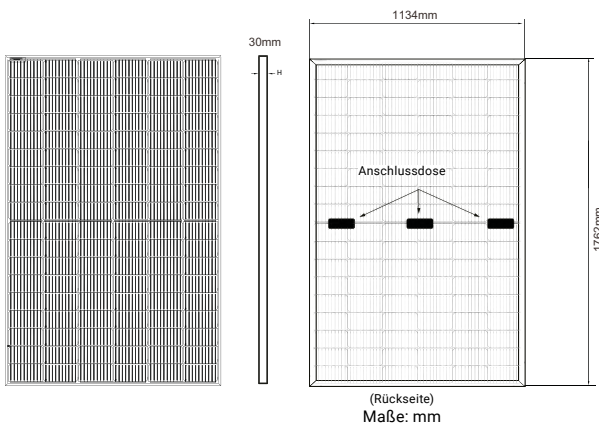 1134mm
30mm
H
Anschlussdose
1762mm
(Rückseite)
Maße: mm